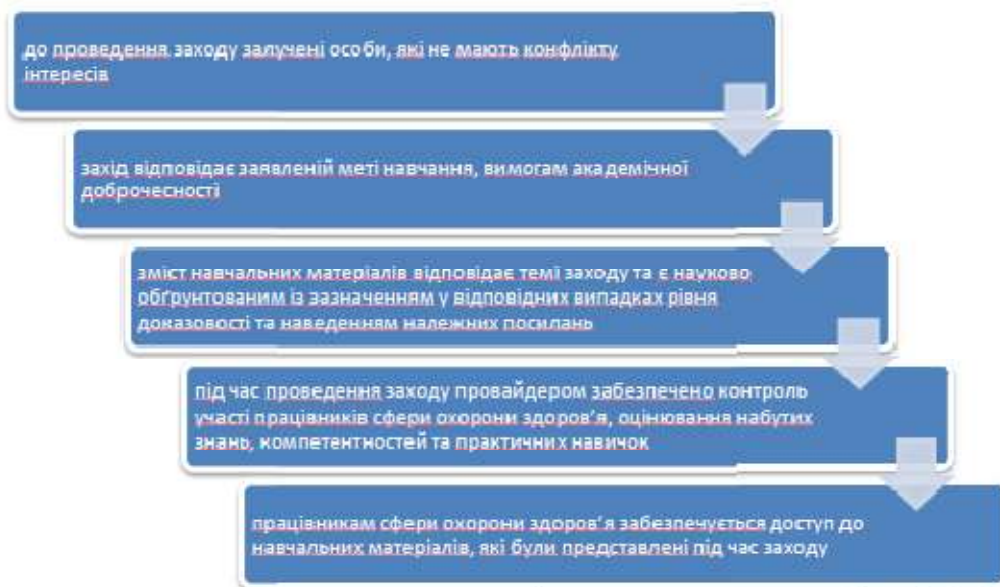 до проведення заходу залучені особи, які не мають конфлікту
інтересів
захід відповідає заявленій меті навчання, вимогам академічної
доброчесності
зміст навчальних матеріалів відповідає темі заходу та є науково
обґрунтованим із зазначенням у відповідних випадках рівня
доказовості та наведенням належних посилань
під час проведення заходу провайдером забезпечено контроль
участі працівників сфери охорони здоров’я, оцінювання набутих
знань, компетентностей та практичних навичок
працівникам сфери охорони здоров’я забезпечується доступ до
навчальних матеріалів, які були представлені під час заходу